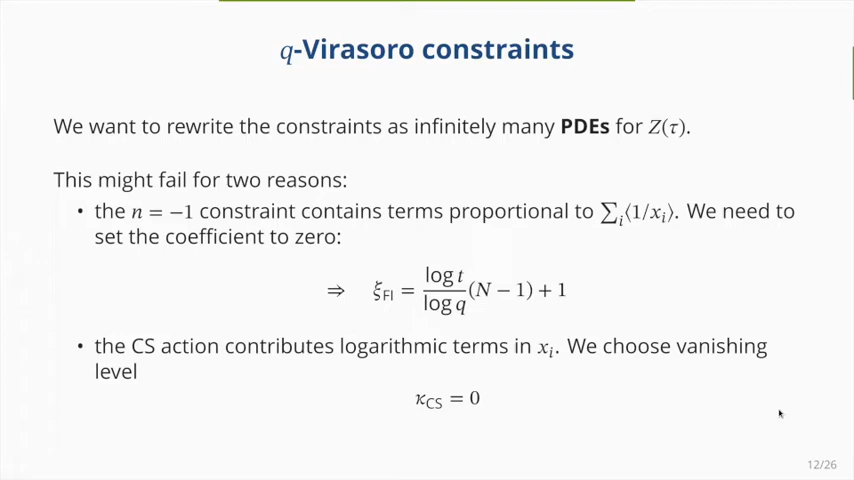 q-Virasoro constraints
We want to rewrite the constraints as infinitely many PDEs for Z(τ).
This might fail for two reasons:
• the n = −1 constraint contains terms proportional to ∑ᵢ⟨1/xᵢ⟩. We need to
set the coefficient to zero:
⇒ ξ_FI = (log t / log q)(N − 1) + 1
• the CS action contributes logarithmic terms in xᵢ. We choose vanishing
level
κ_CS = 0
12/26